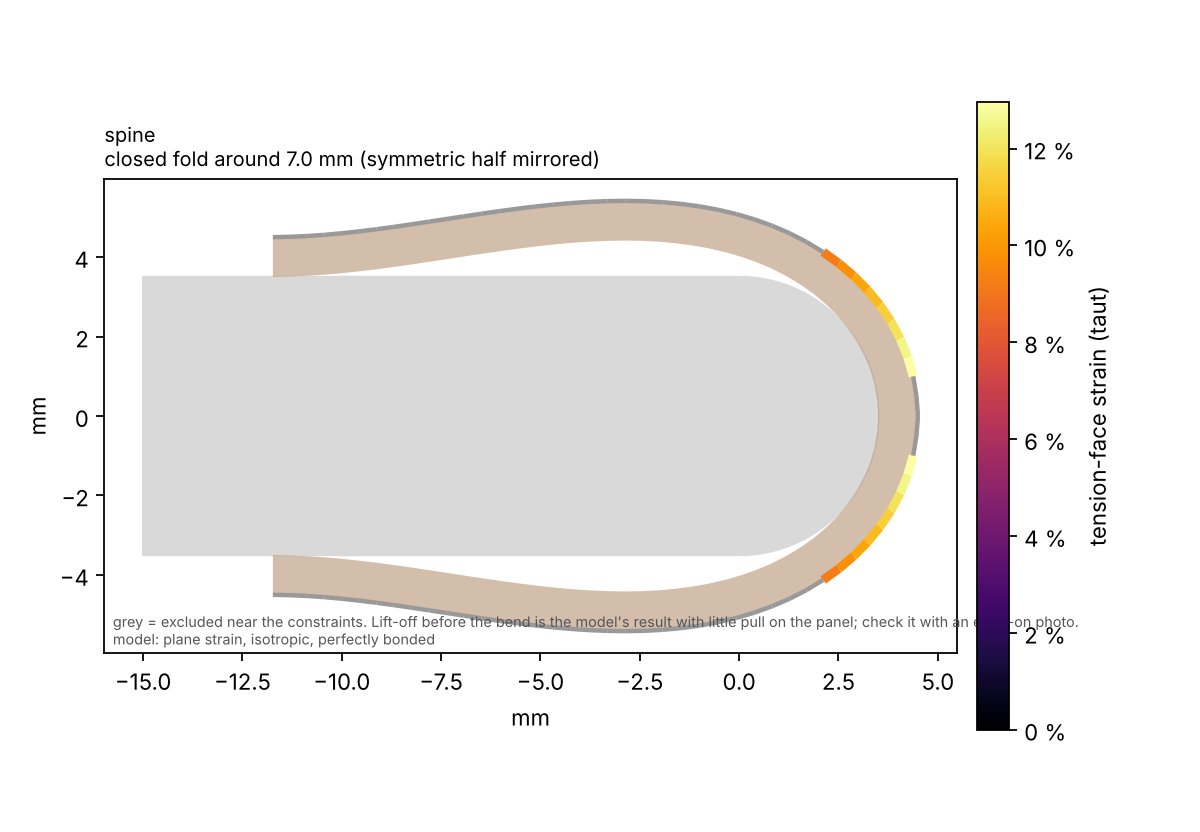 spine
closed fold around 7.0 mm (symmetric half mirrored)
12 %
10 %
8 %
6 %
4 %
2 %
0 %
tension-face strain (taut)
4
2
0
−2
−4
mm
grey = excluded near the constraints. Lift-off before the bend is the model's result with little pull on the panel; check it with an -on photo.
model: plane strain, isotropic, perfectly bonded
−15.0 −12.5 −10.0 −7.5 −5.0 −2.5 0.0 2.5 5.0
mm